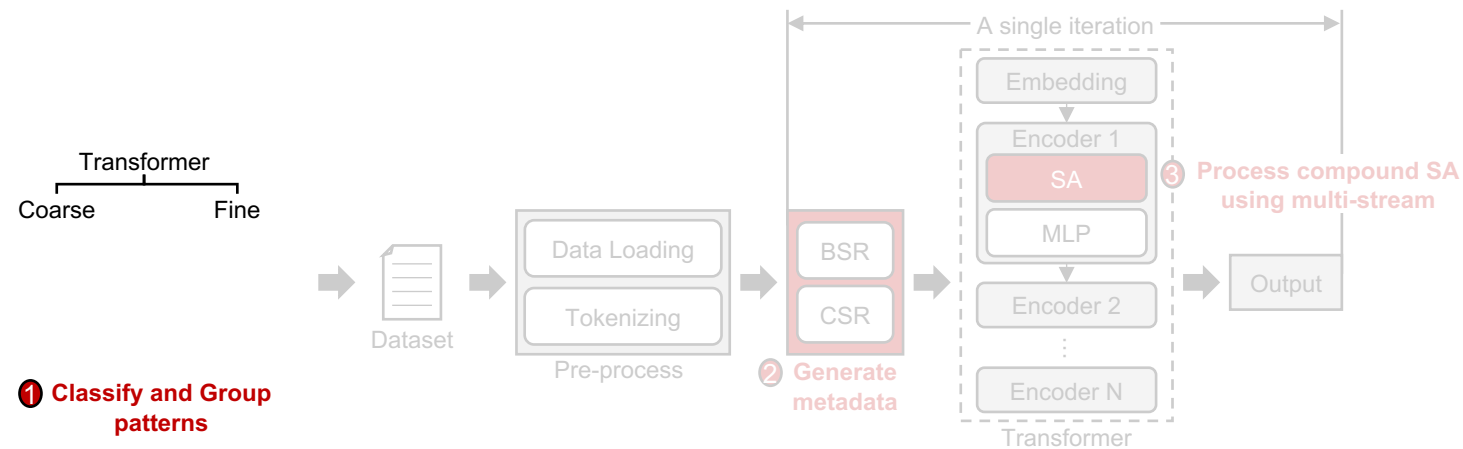 A single iteration
Transformer
Coarse
Fine
1 Classify and Group
patterns
Dataset
Data Loading
Tokenizing
Pre-process
BSR
CSR
2 Generate
metadata
Embedding
Encoder 1
SA
MLP
Encoder 2
⋮
Encoder N
Transformer
3 Process compound SA
using multi-stream
Output